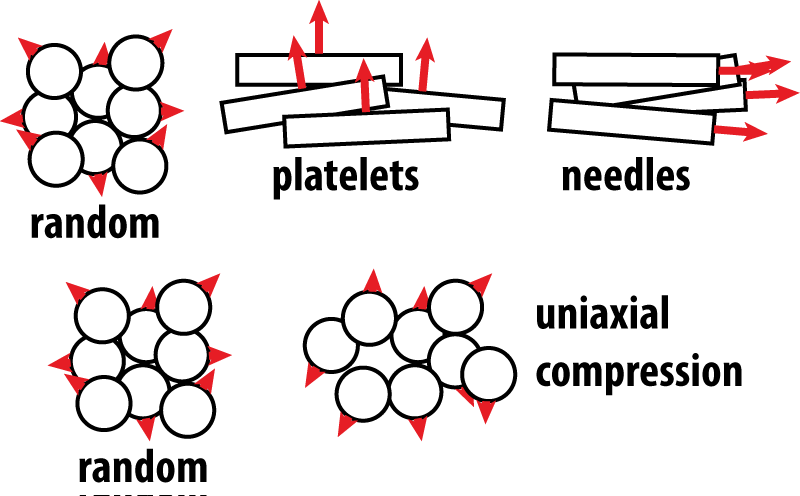 random
platelets
needles
uniaxial
compression
random